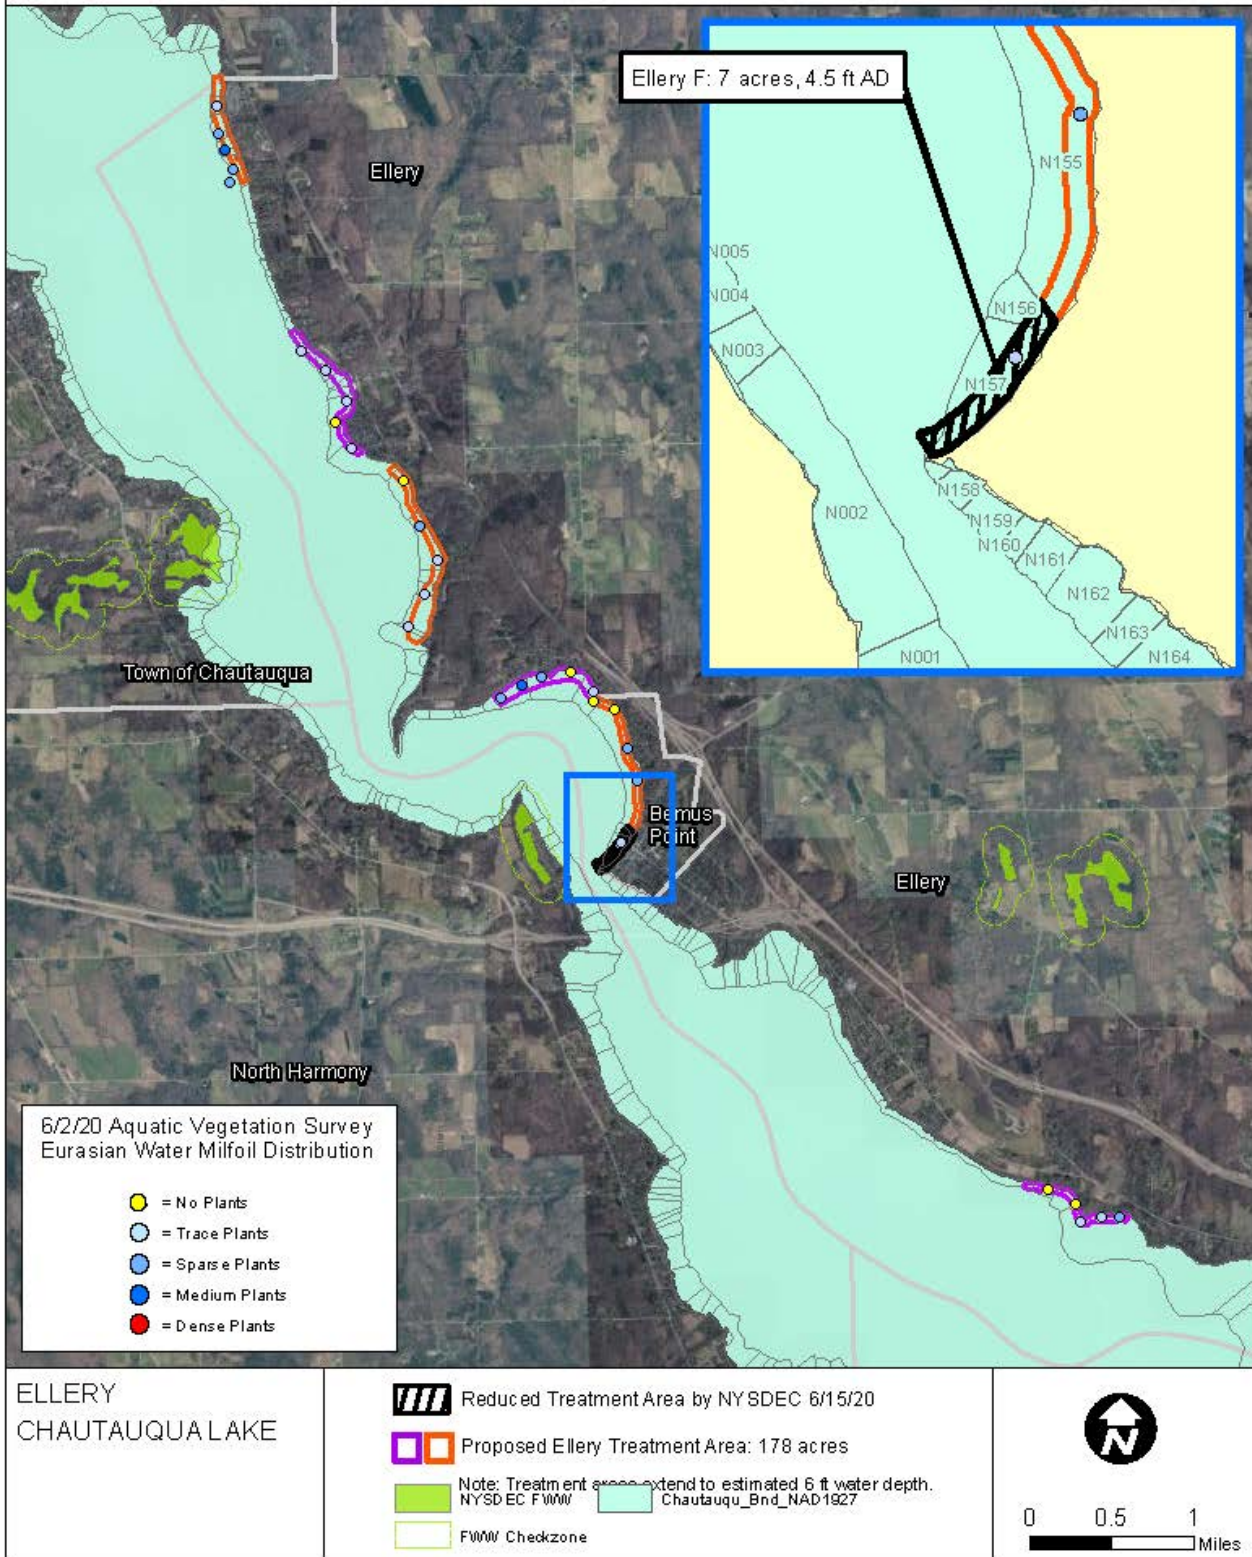 Ellery F: 7 acres, 4.5 ft AD
Ellery
N155
N005
N004
N156
N003
N157
N002
N158
N159
N160
N161
N162
N163
N001
N164
Town of Chautauqua
Bemus
Point
Ellery
North Harmony
6/2/20 Aquatic Vegetation Survey
Eurasian Water Milfoil Distribution
= No Plants
= Trace Plants
= Sparse Plants
= Medium Plants
= Dense Plants
ELLERY
CHAUTAUQUA LAKE
Reduced Treatment Area by NYSDEC 6/15/20
Proposed Ellery Treatment Area: 178 acres
Note: Treatment areas extend to estimated 6 ft water depth.
NYSDEC FWW
Chautauqu_Bnd_NAD1927
FWW Checkzone
N
0 0.5 1
Miles